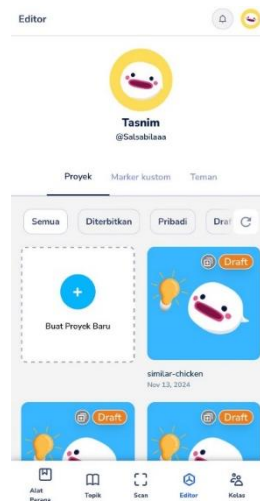 Editor
Tasnim
@Salsabilaaa
Proyek Marker kustom Teman
Semua Diterbitkan Pribadi Draf
Draft
Buat Proyek Baru
similar-chicken
Nov 13, 2024
Draft Draft
Alat Topik Scan Editor Kelas
Perang